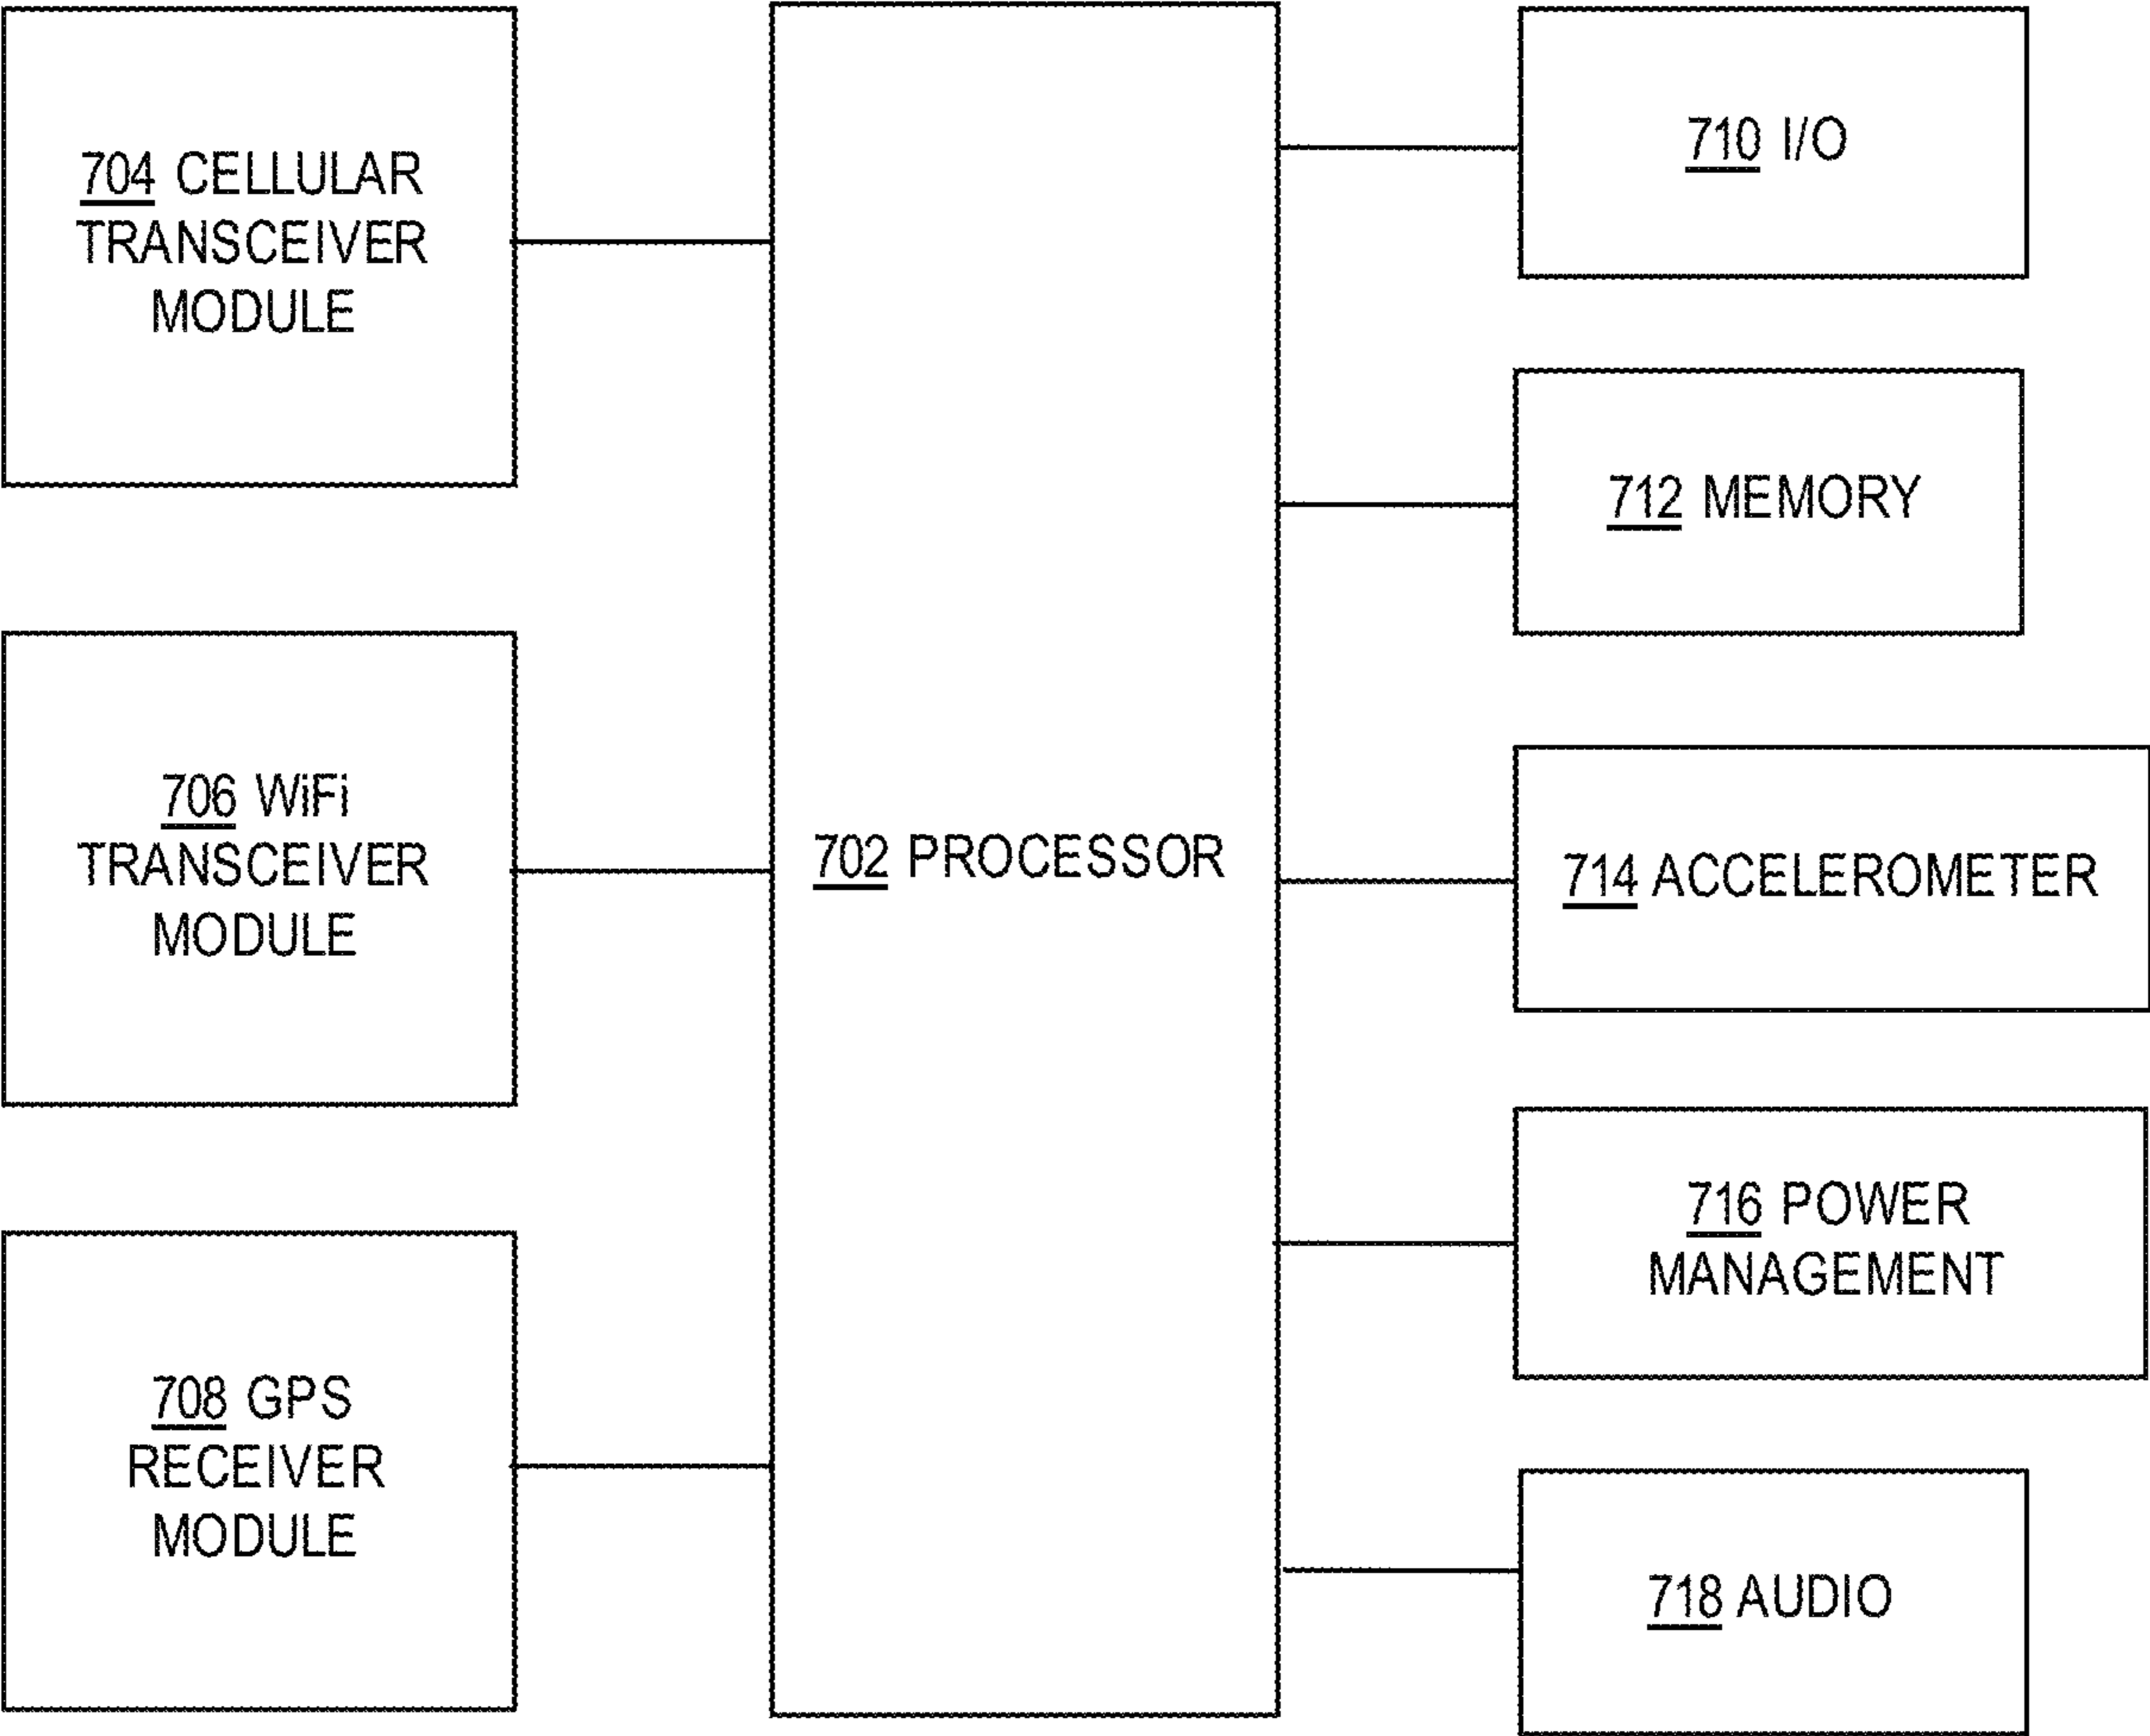 704 CELLULAR
TRANSCEIVER
MODULE
706 WiFi
TRANSCEIVER
MODULE
708 GPS
RECEIVER
MODULE
702 PROCESSOR
710 I/O
712 MEMORY
714 ACCELEROMETER
716 POWER
MANAGEMENT
718 AUDIO